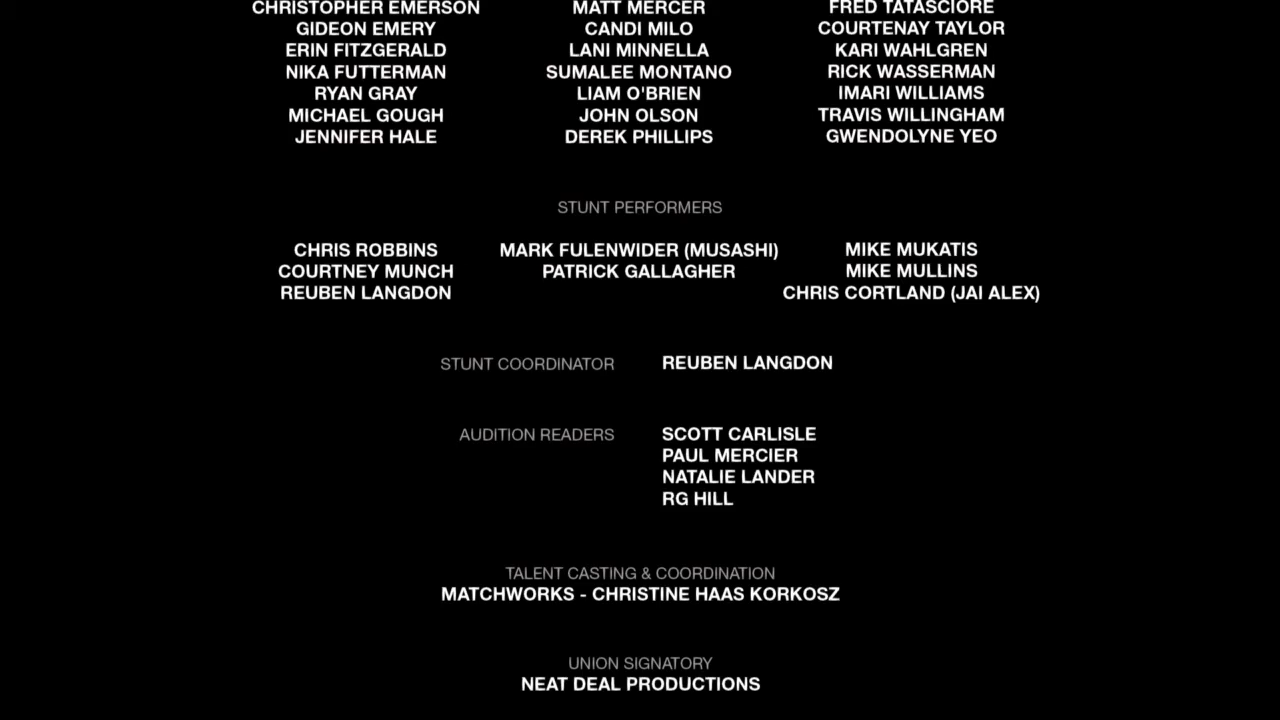 CHRISTOPHER EMERSON MATT MERCER FRED TATASCIORE
GIDEON EMERY CANDI MILO COURTENAY TAYLOR
ERIN FITZGERALD LANI MINNELLA KARI WAHLGREN
NIKA FUTTERMAN SUMALEE MONTANO RICK WASSERMAN
RYAN GRAY LIAM O'BRIEN IMARI WILLIAMS
MICHAEL GOUGH JOHN OLSON TRAVIS WILLINGHAM
JENNIFER HALE DEREK PHILLIPS GWENDOLYNE YEO
STUNT PERFORMERS
CHRIS ROBBINS MARK FULENWIDER (MUSASHI) MIKE MUKATIS
COURTNEY MUNCH PATRICK GALLAGHER MIKE MULLINS
REUBEN LANGDON CHRIS CORTLAND (JAI ALEX)
STUNT COORDINATOR REUBEN LANGDON
AUDITION READERS SCOTT CARLISLE
PAUL MERCIER
NATALIE LANDER
RG HILL
TALENT CASTING & COORDINATION
MATCHWORKS - CHRISTINE HAAS KORKOSZ
UNION SIGNATORY
NEAT DEAL PRODUCTIONS